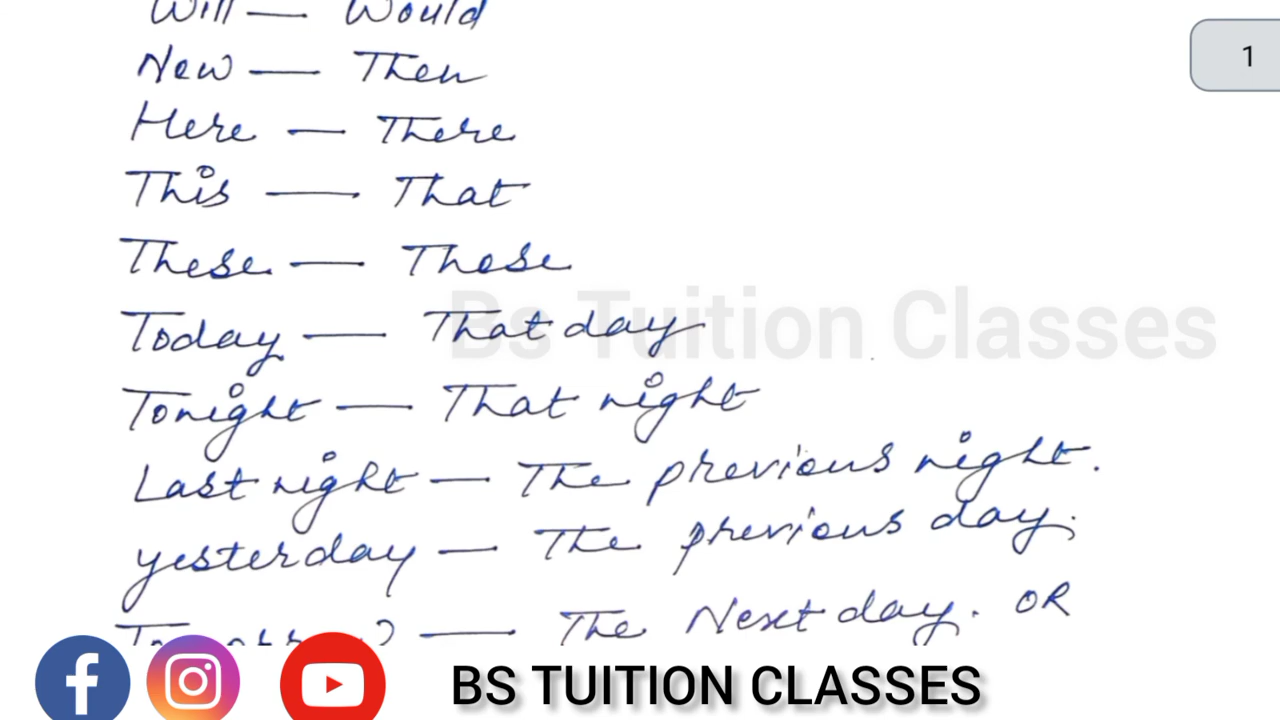 Will — Would
New — Then
Here — There
This — That
These — Those
Today — That day
Tonight — That night
Last night — The previous night.
yesterday — The previous day.
— The Next day. OR
1
Bs Tuition Classes
BS TUITION CLASSES